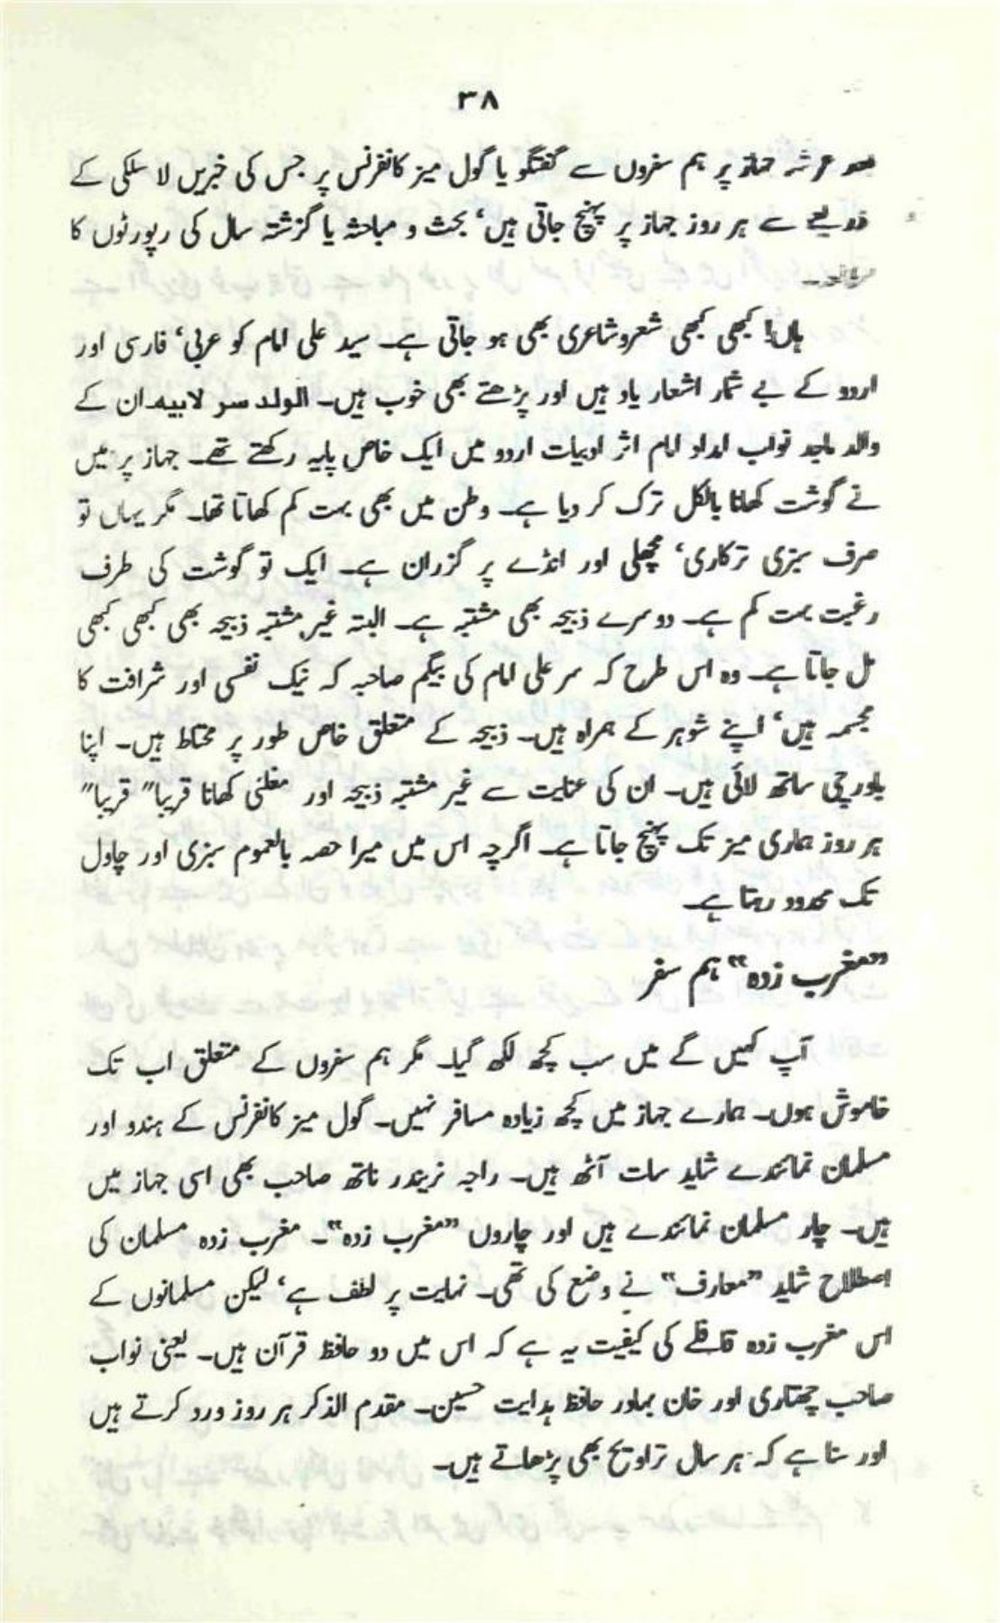 ۳۸
عرشہ جہاز پر ہم سفروں سے گفتگو یا گول میز کانفرنس پر جس کی خبریں لا سلکی کے
ذریعے سے ہر روز جہاز پر پہنچ جاتی ہیں، بحث و مباحثہ یا گزشتہ سال کی رپورٹوں کا
ہاں! کبھی کبھی شعروشاعری بھی ہو جاتی ہے۔ سید علی امام کو عربی، فارسی اور
اردو کے بے شمار اشعار یاد ہیں اور پڑھتے بھی خوب ہیں۔ الولد سر لابیہ۔ ان کے
والد ماجد نواب امداد امام اثر ادبیات اردو میں ایک خاص پایہ رکھتے تھے۔ جہاز پر میں
نے گوشت کھانا بالکل ترک کر دیا ہے۔ وطن میں بھی بہت کم کھاتا تھا۔ مگر یہاں تو
صرف سبزی ترکاری، مچھلی اور انڈے پر گزران ہے۔ ایک تو گوشت کی طرف
رغبت بہت کم ہے۔ دوسرے ذبیحہ بھی مشتبہ ہے۔ البتہ غیر مشتبہ ذبیحہ بھی کبھی کبھی
مل جاتا ہے۔ وہ اس طرح کہ سر علی امام کی بیگم صاحبہ کہ نیک نفسی اور شرافت کا
مجسمہ ہیں، اپنے شوہر کے ہمراہ ہیں۔ ذبیحہ کے متعلق خاص طور پر محتاط ہیں۔ اپنا
باورچی ساتھ لائی ہیں۔ ان کی عنایت سے غیر مشتبہ ذبیحہ اور مغلئی کھانا قریبا" قریبا"
ہر روز ہماری میز تک پہنچ جاتا ہے۔ اگرچہ اس میں میرا حصہ بالعموم سبزی اور چاول
تک محدود رہتا ہے۔
"مغرب زدہ" ہم سفر
آپ کہیں گے میں سب کچھ لکھ گیا۔ مگر ہم سفروں کے متعلق اب تک
خاموش ہوں۔ ہمارے جہاز میں کچھ زیادہ مسافر نہیں۔ گول میز کانفرنس کے ہندو اور
مسلمان نمائندے شاید سات آٹھ ہیں۔ راجہ نریندر ناتھ صاحب بھی اسی جہاز میں
ہیں۔ چار مسلمان نمائندے ہیں اور چاروں "مغرب زدہ"۔ مغرب زدہ مسلمان کی
اصطلاح شاید "معارف" نے وضع کی تھی۔ نہایت پر لطف ہے، لیکن مسلمانوں کے
اس مغرب زدہ قافلے کی کیفیت یہ ہے کہ اس میں دو حافظ قرآن ہیں۔ یعنی نواب
صاحب چھتاری اور خان بہادر حافظ ہدایت حسین۔ مقدم الذکر ہر روز ورد کرتے ہیں
اور سنا ہے کہ ہر سال تراویح بھی پڑھاتے ہیں۔